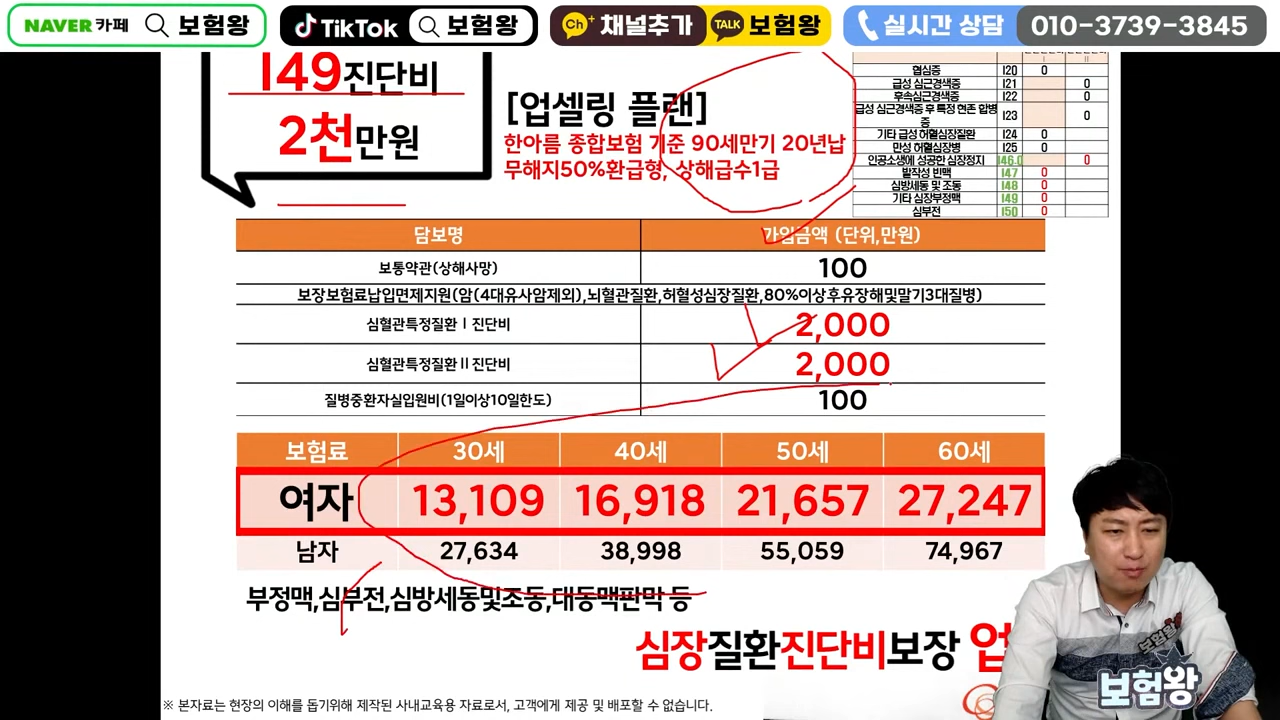 NAVER 카페 보험왕
TikTok 보험왕
Ch+ 채널추가
TALK 보험왕
실시간 상담 010-3739-3845
I49진단비
2천만원
[업셀링 플랜]
한아름 종합보험 기준 90세만기 20년납
무해지50%환급형, 상해급수1급
협심증 I20 O
급성 심근경색증 I21 O
후속심근경색증 I22 O
급성 심근경색증 후 특정 현존 합병증 I23 O
기타 급성 허혈심장질환 I24 O
만성 허혈심장병 I25 O
인공소생에 성공한 심장정지 I46.0 O
발작성 빈맥 I47 O
심방세동 및 조동 I48 O
기타 심장부정맥 I49 O
심부전 I50 O
담보명 가입금액 (단위,만원)
보통약관(상해사망) 100
보장보험료납입면제지원(암(4대유사암제외),뇌혈관질환,허혈성심장질환,80%이상후유장해및말기3대질병)
심혈관특정질환Ⅰ진단비 2,000
심혈관특정질환Ⅱ진단비 2,000
질병중환자실입원비(1일이상10일한도) 100
보험료 30세 40세 50세 60세
여자 13,109 16,918 21,657 27,247
남자 27,634 38,998 55,059 74,967
부정맥,심부전,심방세동및조동,대동맥판막 등
심장질환진단비보장 업
보험왕
보험왕
※ 본자료는 현장의 이해를 돕기위해 제작된 사내교육용 자료로서, 고객에게 제공 및 배포할 수 없습니다.